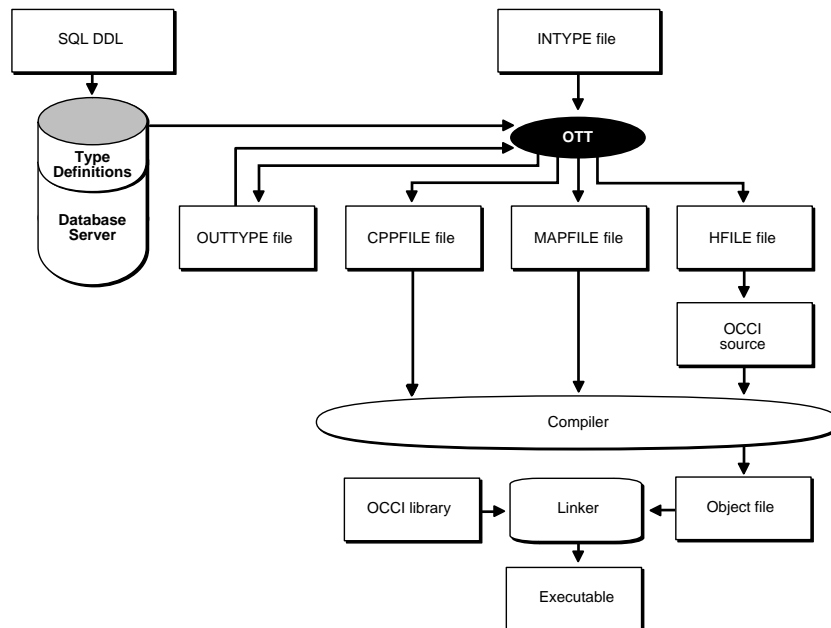 SQL DDL
INTYPE file
OTT
Type
Definitions
Database
Server
OUTTYPE file
CPPFILE file
MAPFILE file
HFILE file
OCCI
source
Compiler
OCCI library
Linker
Object file
Executable